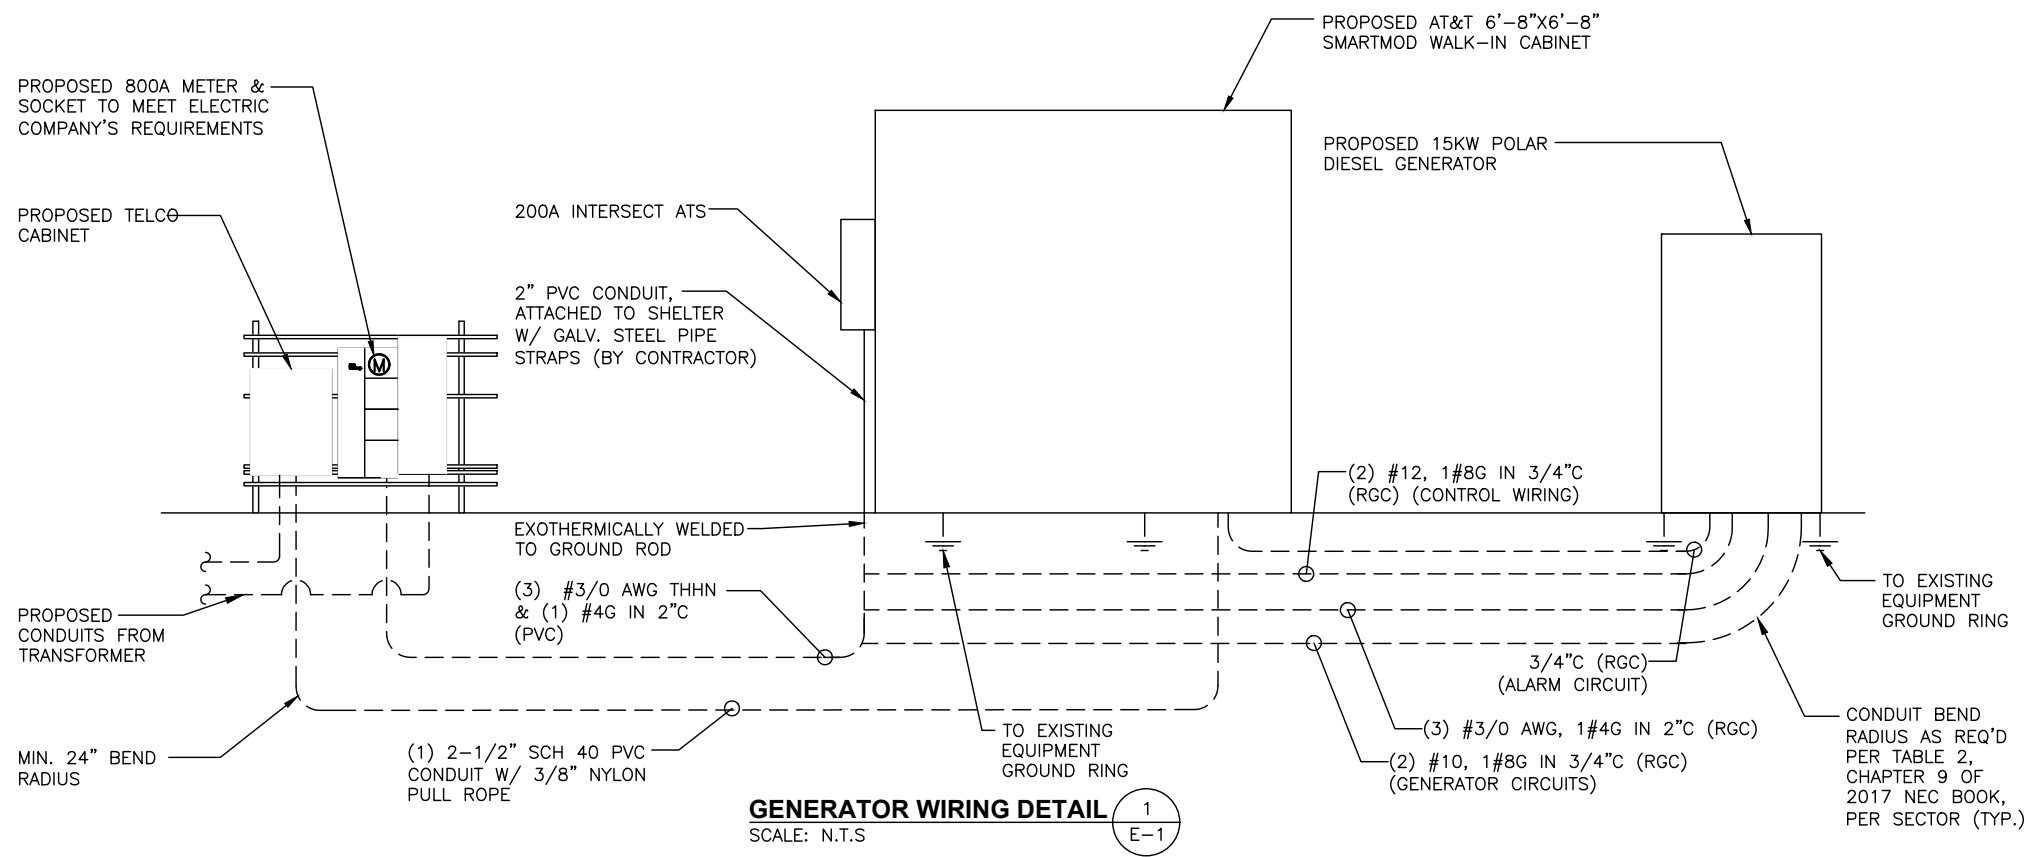 PROPOSED AT&T 6'-8"X6'-8"
SMARTMOD WALK-IN CABINET
PROPOSED 800A METER &
SOCKET TO MEET ELECTRIC
COMPANY'S REQUIREMENTS
PROPOSED 15KW POLAR
DIESEL GENERATOR
PROPOSED TELCO
CABINET
200A INTERSECT ATS
2" PVC CONDUIT,
ATTACHED TO SHELTER
W/ GALV. STEEL PIPE
STRAPS (BY CONTRACTOR)
M
(2) #12, 1#8G IN 3/4"C
(RGC) (CONTROL WIRING)
EXOTHERMICALLY WELDED
TO GROUND ROD
(3) #3/0 AWG THHN
& (1) #4G IN 2"C
(PVC)
PROPOSED
CONDUITS FROM
TRANSFORMER
TO EXISTING
EQUIPMENT
GROUND RING
3/4"C (RGC)
(ALARM CIRCUIT)
MIN. 24" BEND
RADIUS
(1) 2-1/2" SCH 40 PVC
CONDUIT W/ 3/8" NYLON
PULL ROPE
TO EXISTING
EQUIPMENT
GROUND RING
(3) #3/0 AWG, 1#4G IN 2"C (RGC)
(2) #10, 1#8G IN 3/4"C (RGC)
(GENERATOR CIRCUITS)
CONDUIT BEND
RADIUS AS REQ'D
PER TABLE 2,
CHAPTER 9 OF
2017 NEC BOOK,
PER SECTOR (TYP.)
GENERATOR WIRING DETAIL
SCALE: N.T.S
1
E-1